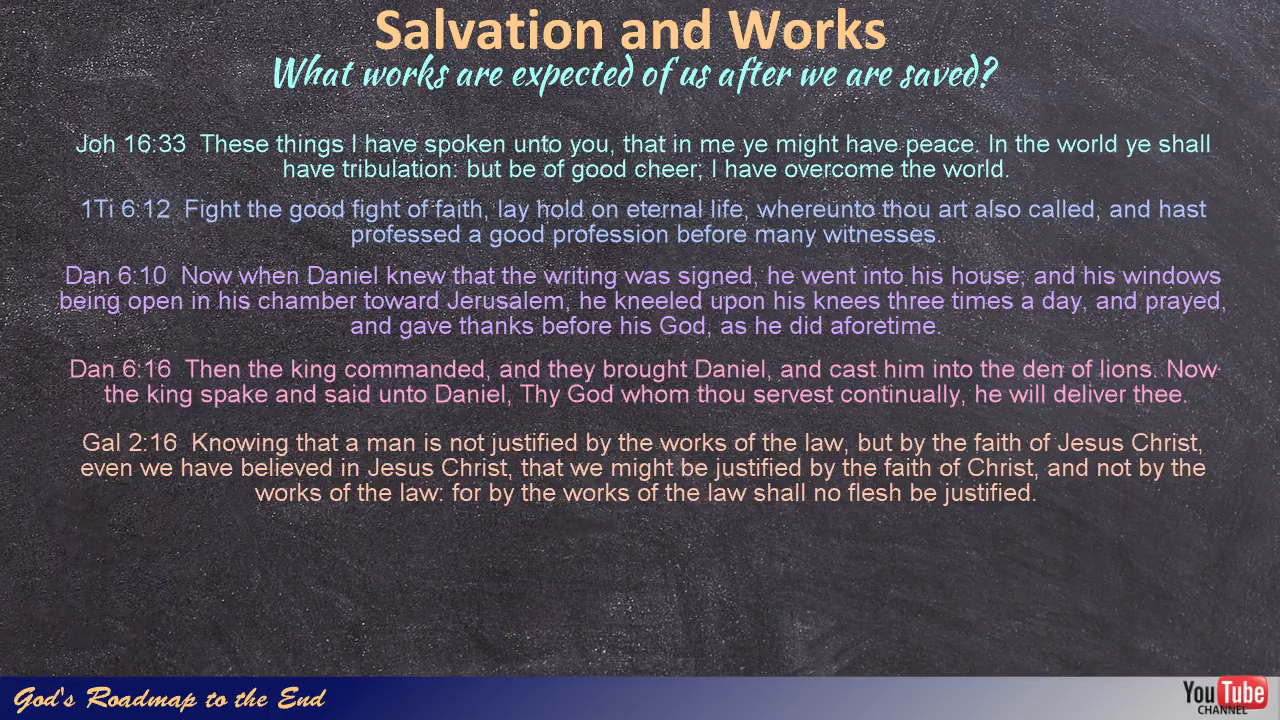 Salvation and Works
What works are expected of us after we are saved?
Joh 16:33 These things I have spoken unto you, that in me ye might have peace. In the world ye shall
have tribulation: but be of good cheer; I have overcome the world.
1Ti 6:12 Fight the good fight of faith, lay hold on eternal life, whereunto thou art also called, and hast
professed a good profession before many witnesses.
Dan 6:10 Now when Daniel knew that the writing was signed, he went into his house; and his windows
being open in his chamber toward Jerusalem, he kneeled upon his knees three times a day, and prayed,
and gave thanks before his God, as he did aforetime.
Dan 6:16 Then the king commanded, and they brought Daniel, and cast him into the den of lions. Now
the king spake and said unto Daniel, Thy God whom thou servest continually, he will deliver thee.
Gal 2:16 Knowing that a man is not justified by the works of the law, but by the faith of Jesus Christ,
even we have believed in Jesus Christ, that we might be justified by the faith of Christ, and not by the
works of the law: for by the works of the law shall no flesh be justified.
God's Roadmap to the End
YouTube
CHANNEL